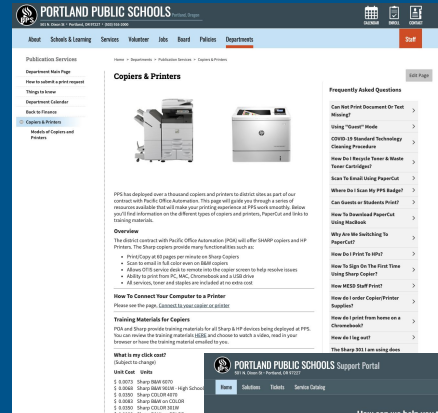 PORTLAND PUBLIC SCHOOLS Portland, Oregon
501 N. Dixon St • Portland, OR 97227 • (503) 916-2000
CALENDAR ENROLL CONTACT
About Schools & Learning Services Volunteer Jobs Board Policies Departments Staff
Publication Services
Department Main Page
How to submit a print request
Things to know
Department Calendar
Back to Finance
Copiers & Printers
Models of Copiers and
Printers
Home > Departments > Publication Services > Copiers & Printers
Edit Page
Copiers & Printers
PPS has deployed over a thousand copiers and printers to district sites as part of our
contract with Pacific Office Automation. This page will guide you through a series of
resources available that will make your printing experience at PPS work smoothly. Below
you'll find information on the different types of copiers and printers, PaperCut and links to
training materials.
Overview
The district contract with Pacific Office Automation (POA) will offer SHARP copiers and HP
Printers. The Sharp copiers provide many functionalities such as:
• Print/Copy at 60 pages per minute on Sharp Copiers
• Scan to email in full color even on B&W copiers
• Allows OTIS service desk to remote into the copier screen to help resolve issues
• Ability to print from PC, MAC, Chromebook and a USB drive
• All services, toner and staples are included at no extra cost
How To Connect Your Computer to a Printer
Please see the page. Connect to your copier or printer
Training Materials for Copiers
POA and Sharp provide training materials for all Sharp & HP devices being deployed at PPS.
You can review the training materials HERE and choose to watch a video, read in your
browser or have the training material emailed to you.
What is my click cost?
(Subject to change)
Unit Cost Units
$ 0.0073 Sharp B&W 6070
$ 0.0068 Sharp B&W 901W - High School
$ 0.0350 Sharp COLOR 4070
$ 0.0083 Sharp B&W on COLOR
$ 0.0350 Sharp COLOR 301W
Frequently Asked Questions
Can Not Print Document Or Text
Missing?
Using "Guest" Mode
COVID-19 Standard Technology
Cleaning Procedure
How Do I Recycle Toner & Waste
Toner Cartridges?
Scan To Email Using PaperCut
Where Do I Scan My PPS Badge?
Can Guests or Students Print?
How To Download PaperCut
Using MacBook
Why Are We Switching To
PaperCut?
How Do I Print To HPs?
How To Sign On The First Time
Using Sharp Copier?
How MESD Staff Print?
How do I order Copier/Printer
Supplies?
How do I print from home on a
Chromebook?
How do I log out?
The Sharp 301 I am using does
PORTLAND PUBLIC SCHOOLS Support Portal
501 N. Dixon St • Portland, OR 97227
Home Solutions Tickets Service Catalog